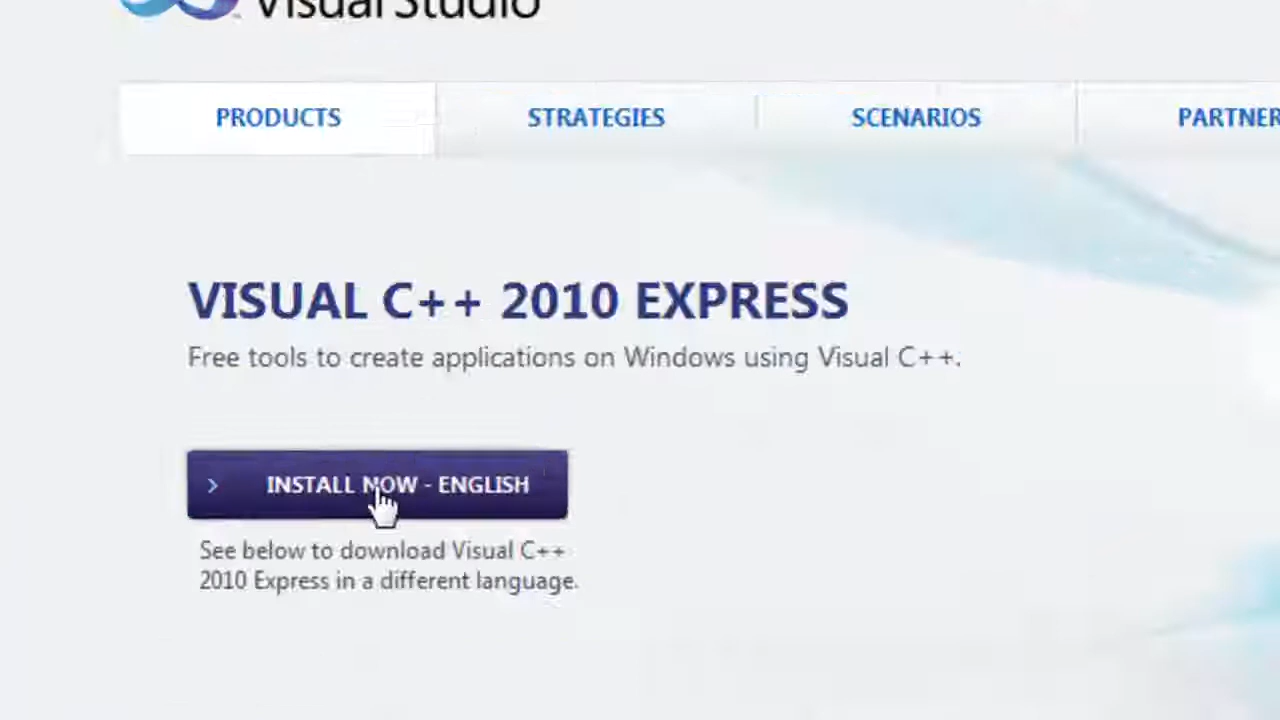 Visual Studio
PRODUCTS STRATEGIES SCENARIOS PARTNER
VISUAL C++ 2010 EXPRESS
Free tools to create applications on Windows using Visual C++.
INSTALL NOW - ENGLISH
See below to download Visual C++
2010 Express in a different language.